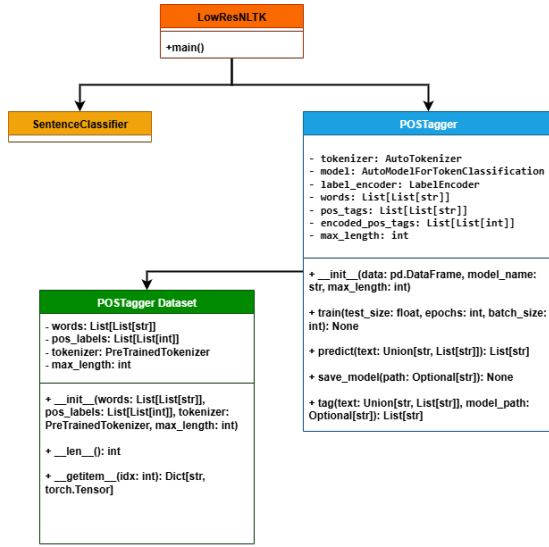 LowResNLTK
+main()
SentenceClassifier
POSTagger
- tokenizer: AutoTokenizer
- model: AutoModelForTokenClassification
- label_encoder: LabelEncoder
- words: List[List[str]]
- pos_tags: List[List[str]]
- encoded_pos_tags: List[List[int]]
- max_length: int
+ __init__(data: pd.DataFrame, model_name:
str, max_length: int)
+ train(test_size: float, epochs: int, batch_size:
int): None
+ predict(text: Union[str, List[str]]): List[str]
+ save_model(path: Optional[str]): None
+ tag(text: Union[str, List[str]], model_path:
Optional[str]): List[str]
POSTagger Dataset
- words: List[List[str]]
- pos_labels: List[List[int]]
- tokenizer: PreTrainedTokenizer
- max_length: int
+ __init__(words: List[List[str]],
pos_labels: List[List[int]], tokenizer:
PreTrainedTokenizer, max_length: int)
+ __len__(): int
+ __getitem__(idx: int): Dict[str,
torch.Tensor]